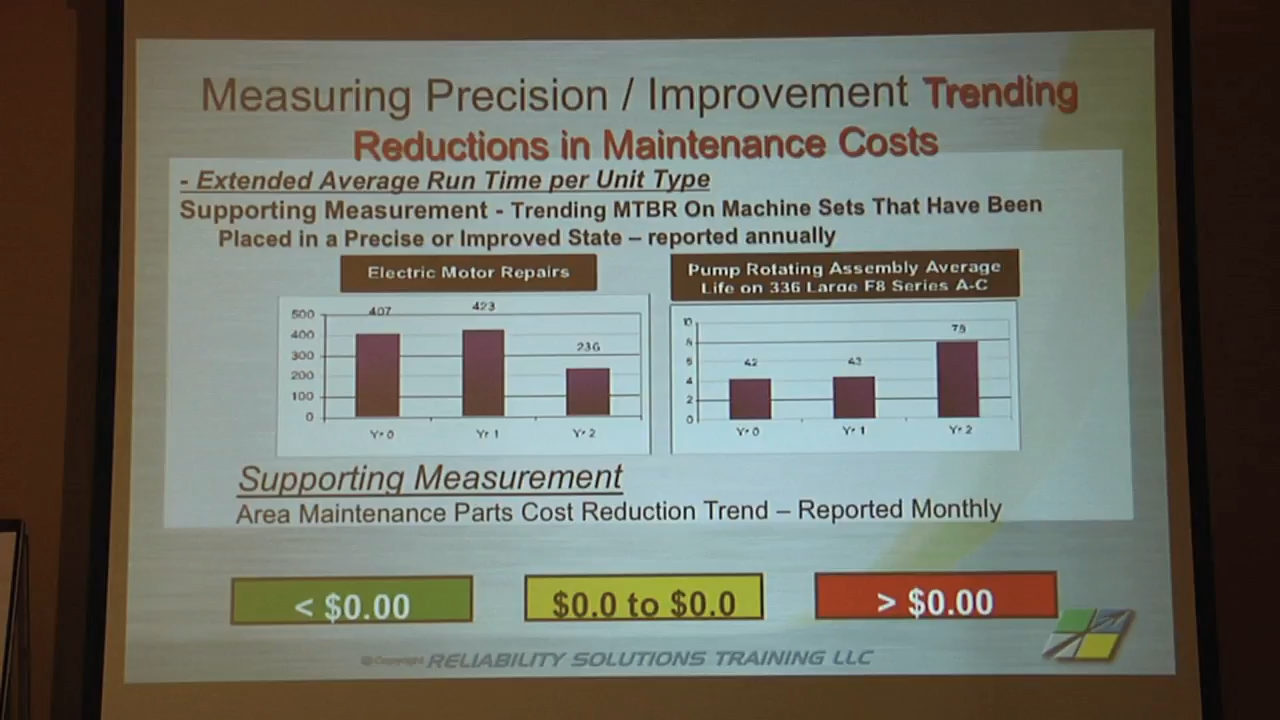 Measuring Precision / Improvement Trending
Reductions in Maintenance Costs
- Extended Average Run Time per Unit Type
Supporting Measurement - Trending MTBR On Machine Sets That Have Been
Placed in a Precise or Improved State – reported annually
Electric Motor Repairs
500
400
300
200
100
0
407
423
236
Yr 0
Yr 1
Yr 2
Pump Rotating Assembly Average
Life on 336 Large F8 Series A-C
10
8
6
4
2
0
Yr 0
Yr 1
Yr 2
Supporting Measurement
Area Maintenance Parts Cost Reduction Trend – Reported Monthly
< $0.00
$0.0 to $0.0
> $0.00
© Copyright RELIABILITY SOLUTIONS TRAINING LLC